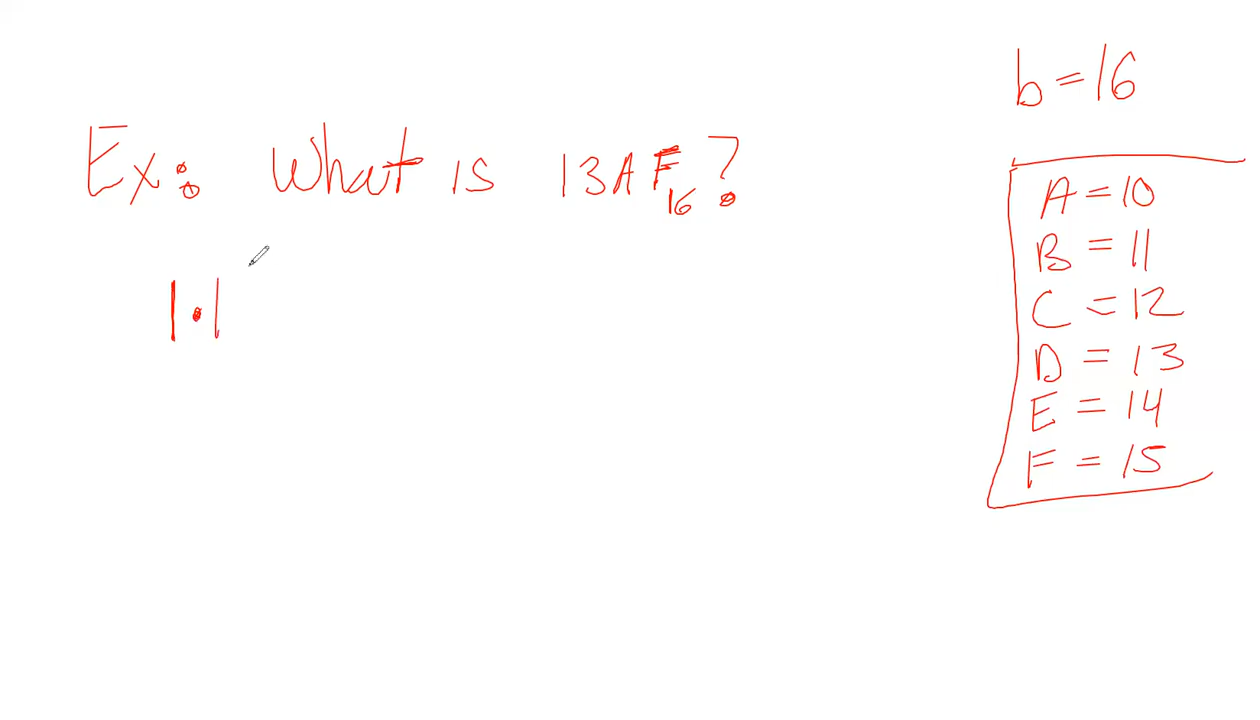 b = 16
Ex: What is 13AF₁₆?
1·1
A = 10
B = 11
C = 12
D = 13
E = 14
F = 15